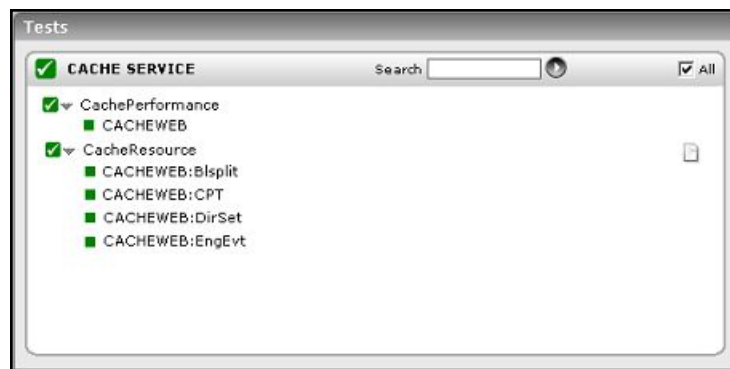 Tests
CACHE SERVICE Search All
CachePerformance
CACHEWEB
CacheResource
CACHEWEB:Blsplit
CACHEWEB:CPT
CACHEWEB:DirSet
CACHEWEB:EngEvt